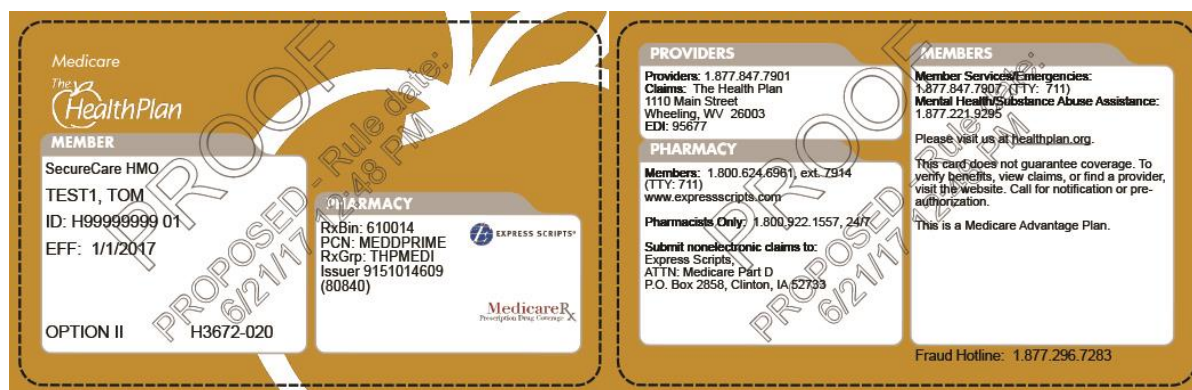 Medicare
The
HealthPlan
MEMBER
SecureCare HMO
TEST1, TOM
ID: H99999999 01
EFF: 1/1/2017
OPTION II H3672-020
PHARMACY
RxBin: 610014
PCN: MEDDPRIME
RxGrp: THPMEDI
Issuer 9151014609
(80840)
EXPRESS SCRIPTS®
MedicareRx
Prescription Drug Coverage
PROOF
PROPOSED - Rule date:
6/21/17 12:48 PM
PROVIDERS
Providers: 1.877.847.7901
Claims: The Health Plan
1110 Main Street
Wheeling, WV 26003
EDI: 95677
PHARMACY
Members: 1.800.624.6961, ext. 7914
(TTY: 711)
www.expressscripts.com
Pharmacists Only: 1.800.922.1557, 24/7
Submit nonelectronic claims to:
Express Scripts,
ATTN: Medicare Part D
P.O. Box 2858, Clinton, IA 52733
MEMBERS
Member Services/Emergencies:
1.877.847.7907 (TTY: 711)
Mental Health/Substance Abuse Assistance:
1.877.221.9295
Please visit us at healthplan.org.
This card does not guarantee coverage. To
verify benefits, view claims, or find a provider,
visit the website. Call for notification or pre-
authorization.
This is a Medicare Advantage Plan.
Fraud Hotline: 1.877.296.7283
PROOF
PROPOSED - Rule date:
6/21/17 12:48 PM